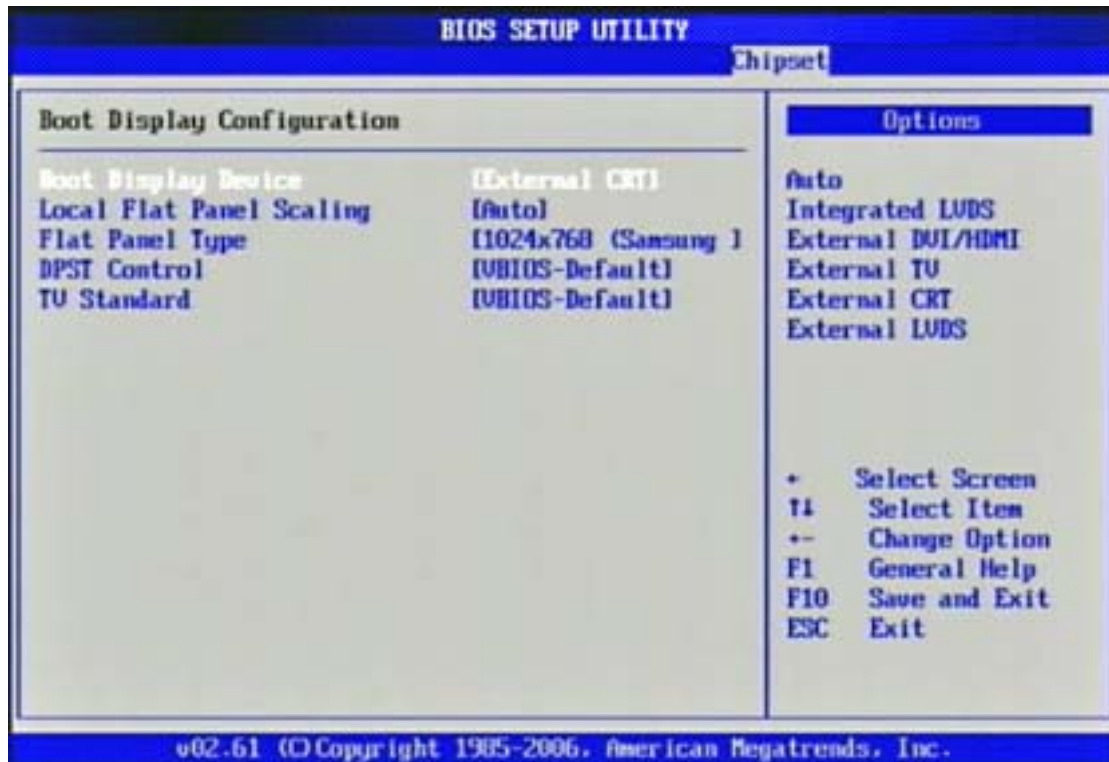 BIOS SETUP UTILITY
Chipset
Boot Display Configuration
Boot Display Device [External CRT]
Local Flat Panel Scaling [Auto]
Flat Panel Type [1024x768 (Samsung ]
DPST Control [VBIOS-Default]
TV Standard [VBIOS-Default]
Options
Auto
Integrated LVDS
External DVI/HDMI
External TV
External CRT
External LVDS
← Select Screen
↑↓ Select Item
+- Change Option
F1 General Help
F10 Save and Exit
ESC Exit
v02.61 (C)Copyright 1985-2006, American Megatrends, Inc.